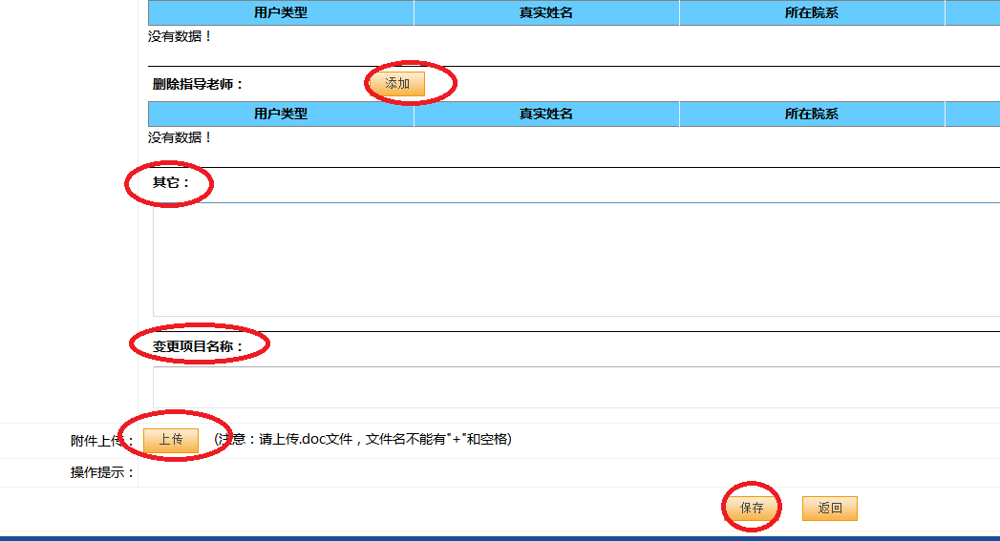 用户类型 真实姓名 所在院系
没有数据！
删除指导老师： 添加
用户类型 真实姓名 所在院系
没有数据！
其它：
变更项目名称：
附件上传： 上传 (注意：请上传.doc文件，文件名不能有"+"和空格)
操作提示：
保存 返回